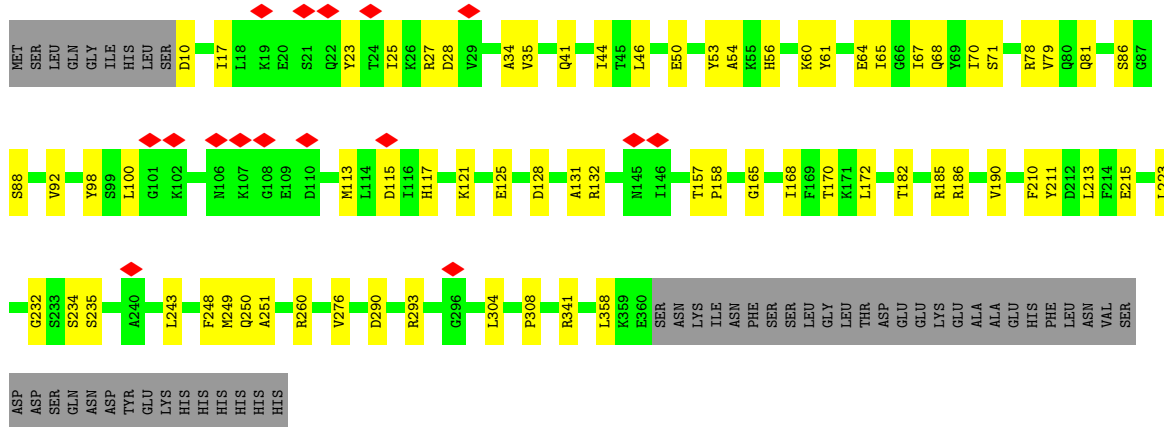 MET SER LEU GLN GLY ILE HIS LEU SER D10 I17 L18 K19 E20 S21 Q22 Y23 T24 I25 K26 R27 D28 V29 A34 V35 Q41 I44 T45 L46 E50 Y53 A54 K55 H56 K60 Y61 E64 I65 G66 I67 Q68 Y69 I70 S71 R78 V79 Q80 Q81 S86 G87
S88 V92 Y98 S99 L100 G101 K102 N106 K107 G108 E109 D110 M113 L114 D115 I116 H117 K121 E125 D128 A131 R132 N145 I146 T157 P158 G165 I168 F169 T170 K171 L172 T182 R185 R186 V190 F210 Y211 D212 L213 F214 E215 L223
G232 S233 S234 S235 A240 L243 F248 M249 Q250 A251 R260 V276 D290 R293 G296 L304 P308 R341 L358 K359 E360 SER ASN LYS ILE ASN PHE SER SER LEU GLY LEU THR ASP GLU GLU LYS GLU ALA ALA GLU HIS PHE LEU ASN VAL SER
ASP ASP SER GLN ASN ASP TYR GLU LYS HIS HIS HIS HIS HIS HIS